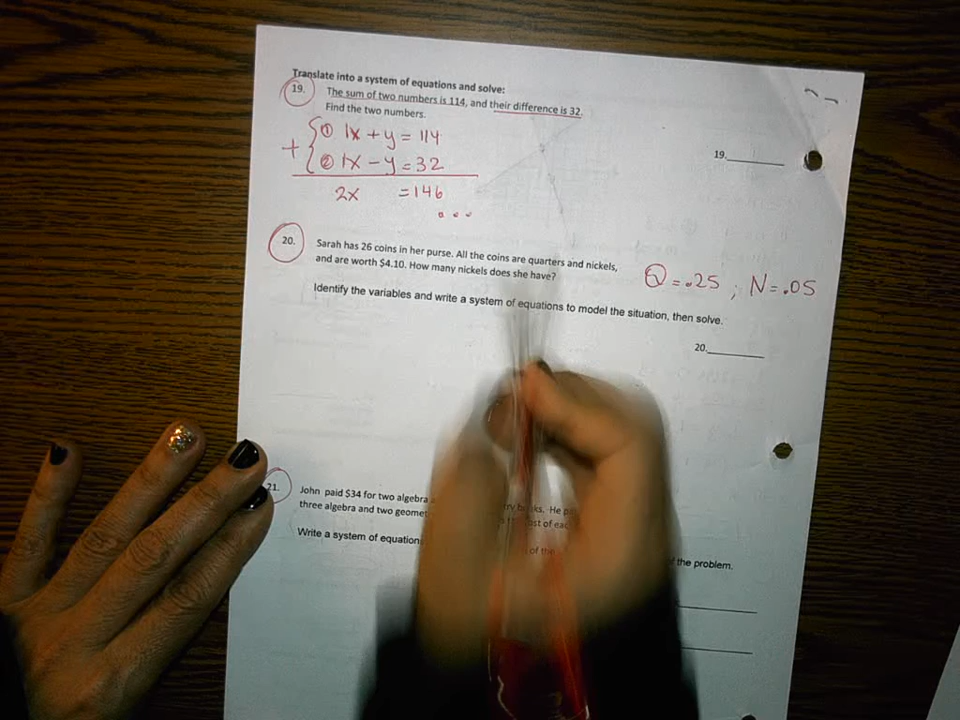 Translate into a system of equations and solve:
19. The sum of two numbers is 114, and their difference is 32.
Find the two numbers.
① 1x + y = 114
+ ② 1x - y = 32
2x = 146
...
19.________
20. Sarah has 26 coins in her purse. All the coins are quarters and nickels,
and are worth $4.10. How many nickels does she have?
Q = .25 ; N = .05
Identify the variables and write a system of equations to model the situation, then solve.
20.________
21. John paid $34 for two algebra
three algebra and two
Write a system of
of the problem.